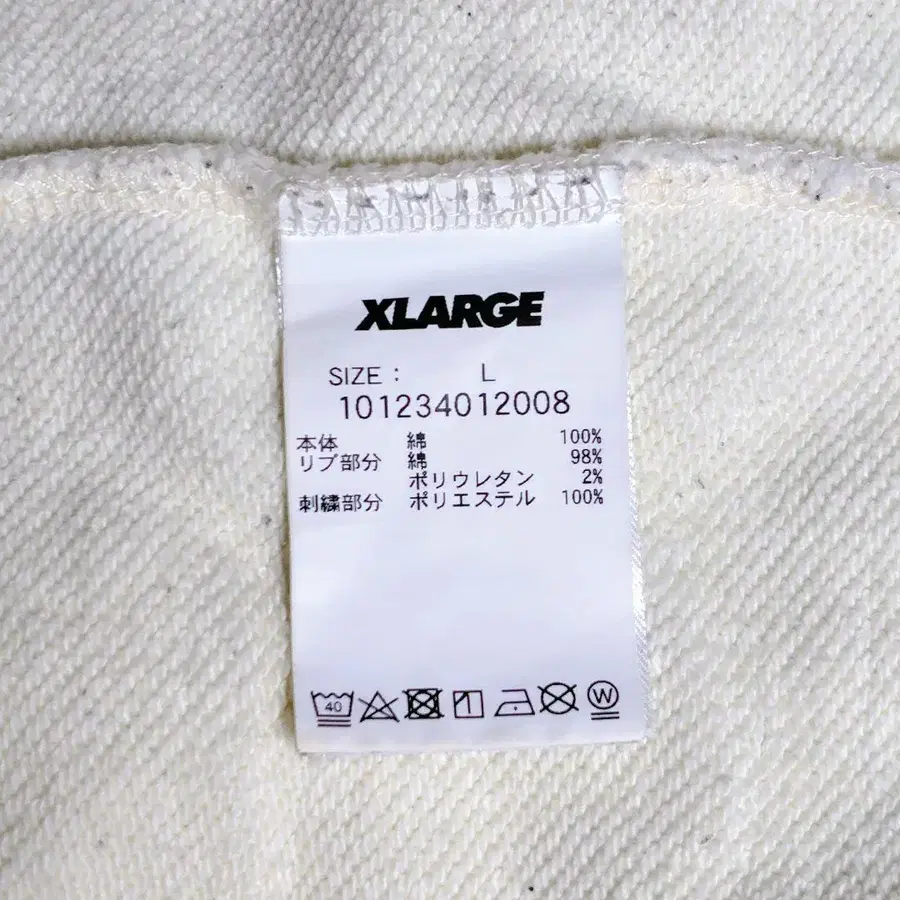 XLARGE
SIZE : L
101234012008
本体 綿 100%
リブ部分 綿 98%
ポリウレタン 2%
刺繍部分 ポリエステル 100%
40 W